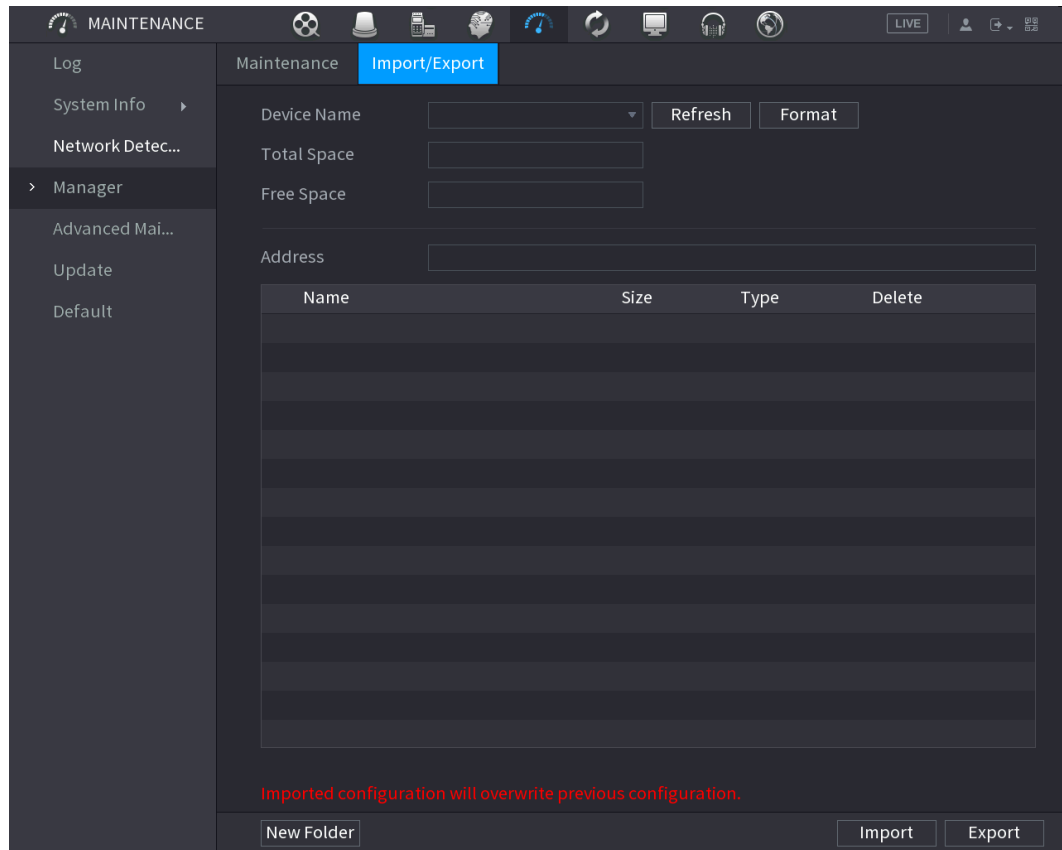 MAINTENANCE
LIVE
Log
System Info
Network Detec...
Manager
Advanced Mai...
Update
Default
Maintenance Import/Export
Device Name Refresh Format
Total Space
Free Space
Address
Name Size Type Delete
Imported configuration will overwrite previous configuration.
New Folder Import Export